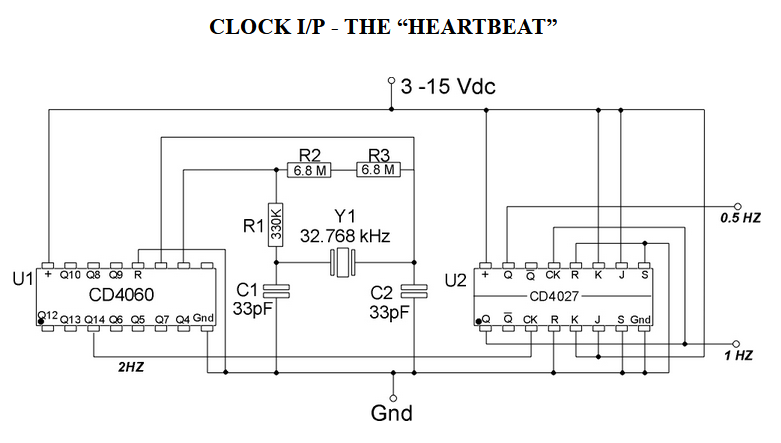 CLOCK I/P - THE “HEARTBEAT”
3 -15 Vdc
R2 R3
6.8 M 6.8 M
R1 330K
Y1
32.768 kHz
0.5 HZ
U1
+ Q10 Q8 Q9 R
CD4060
Q12 Q13 Q14 Q6 Q5 Q7 Q4 Gnd
C1
33pF
C2
33pF
U2
+ Q Q̅ CK R K J S
CD4027
Q Q̅ CK R K J S Gnd
2HZ
1 HZ
Gnd